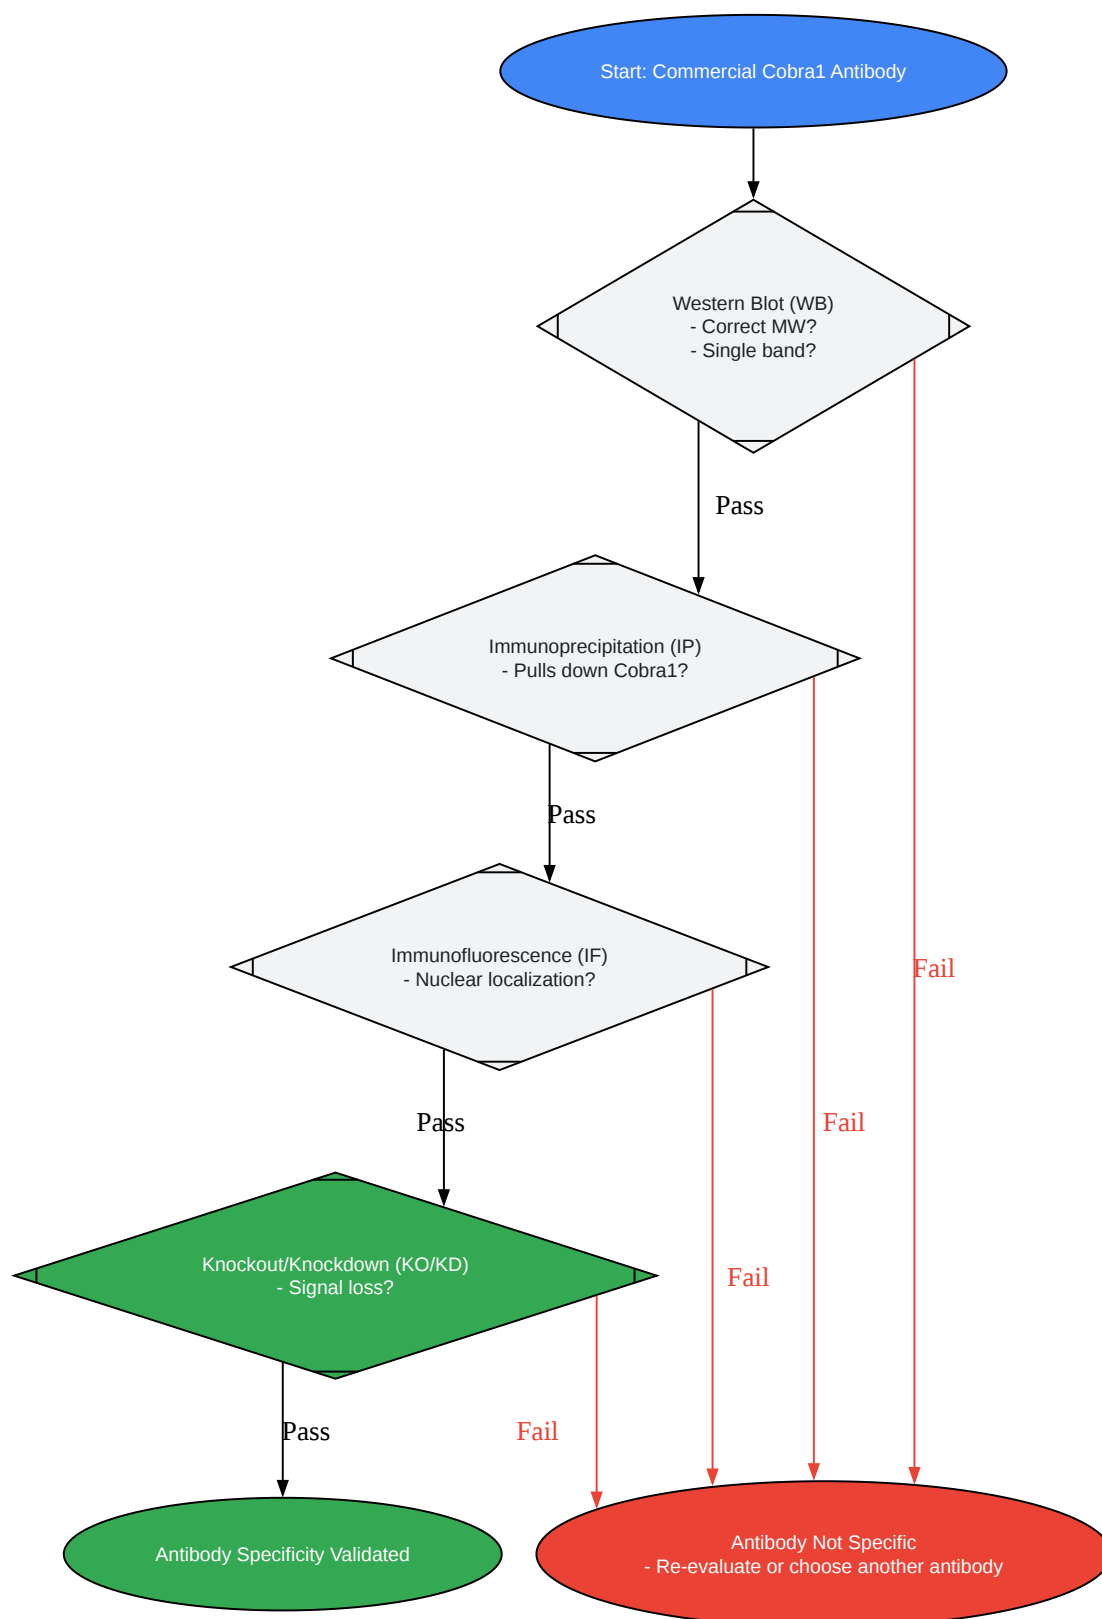 Start: Commercial Cobra1 Antibody
Western Blot (WB)
- Correct MW?
- Single band?
Pass
Immunoprecipitation (IP)
- Pulls down Cobra1?
Pass
Immunofluorescence (IF)
- Nuclear localization?
Fail
Pass
Fail
Knockout/Knockdown (KO/KD)
- Signal loss?
Fail
Pass
Fail
Antibody Specificity Validated
Antibody Not Specific
- Re-evaluate or choose another antibody